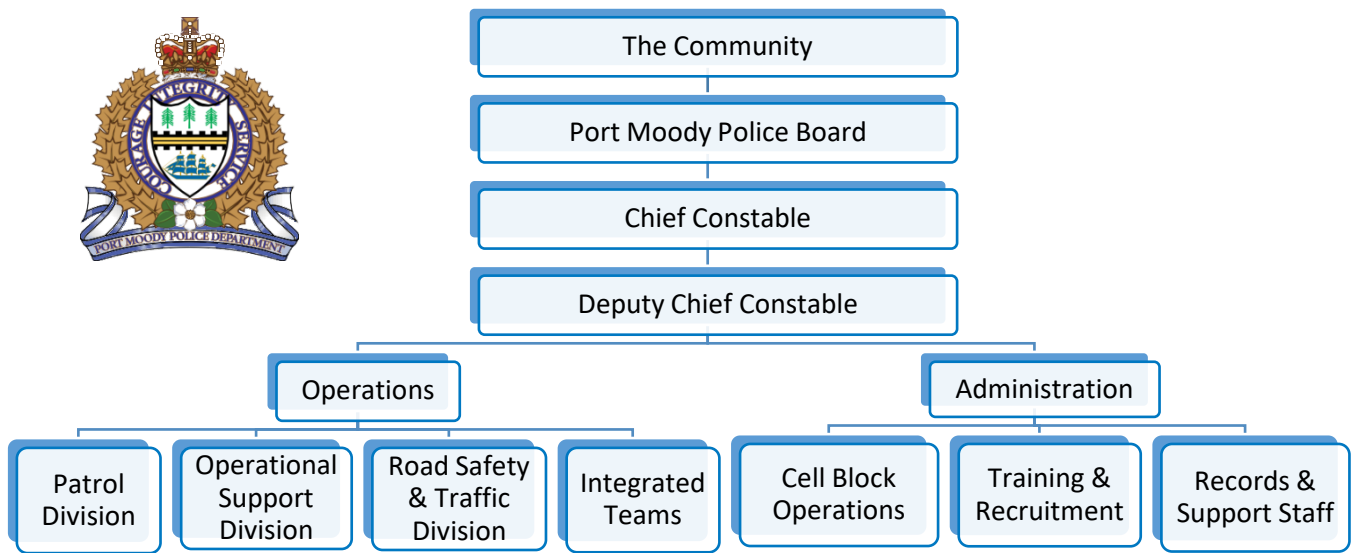 COURAGE INTEGRITY SERVICE
PORT MOODY POLICE DEPARTMENT
The Community
Port Moody Police Board
Chief Constable
Deputy Chief Constable
Operations
Administration
Patrol
Division
Operational
Support
Division
Road Safety
& Traffic
Division
Integrated
Teams
Cell Block
Operations
Training &
Recruitment
Records &
Support Staff